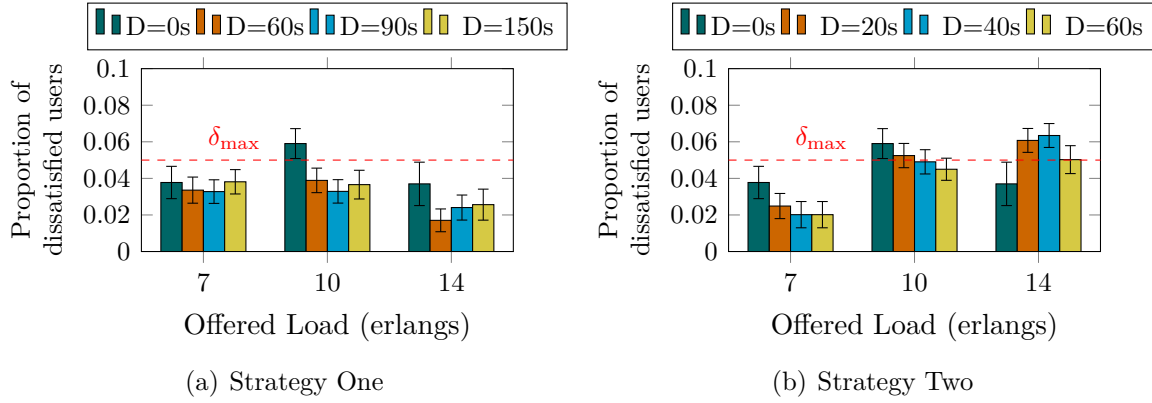 D=0s D=60s D=90s D=150s
Proportion of
dissatisfied users
0.1
0.08
0.06
0.04
0.02
0
δmax
7 10 14
Offered Load (erlangs)
(a) Strategy One
D=0s D=20s D=40s D=60s
Proportion of
dissatisfied users
0.1
0.08
0.06
0.04
0.02
0
δmax
7 10 14
Offered Load (erlangs)
(b) Strategy Two